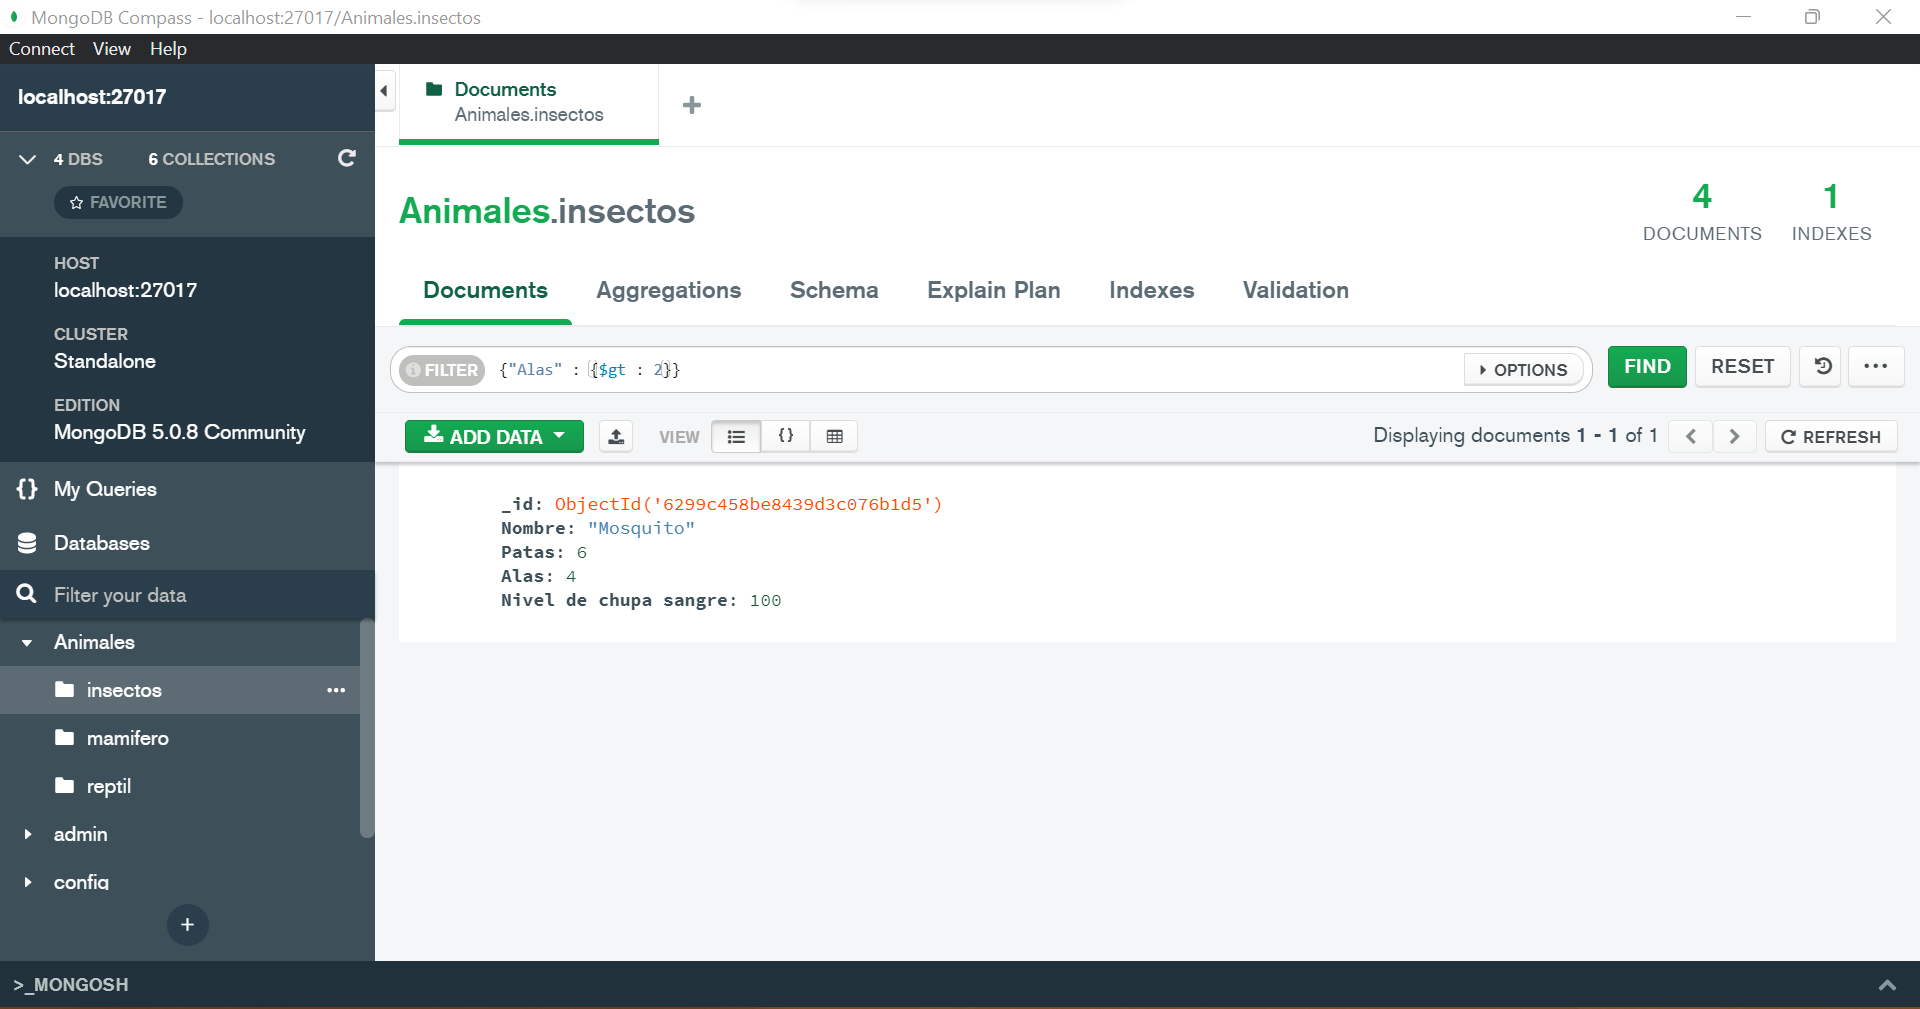 MongoDB Compass - localhost:27017/Animales.insectos
Connect View Help
localhost:27017
4 DBS 6 COLLECTIONS
FAVORITE
HOST
localhost:27017
CLUSTER
Standalone
EDITION
MongoDB 5.0.8 Community
{} My Queries
Databases
Filter your data
Animales
insectos
mamifero
reptil
admin
config
Documents
Animales.insectos
Animales.insectos
4
DOCUMENTS
1
INDEXES
Documents Aggregations Schema Explain Plan Indexes Validation
FILTER {"Alas" : {$gt : 2}} OPTIONS FIND RESET
ADD DATA VIEW {} Displaying documents 1 - 1 of 1 REFRESH
_id: ObjectId('6299c458be8439d3c076b1d5')
Nombre: "Mosquito"
Patas: 6
Alas: 4
Nivel de chupa sangre: 100
>_MONGOSH